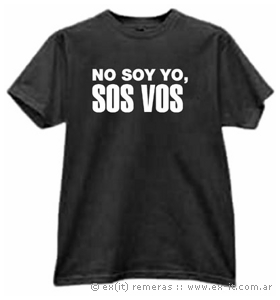 NO SOY YO,
SOS VOS
© ex(it) remeras :: www.ex-it.com.ar